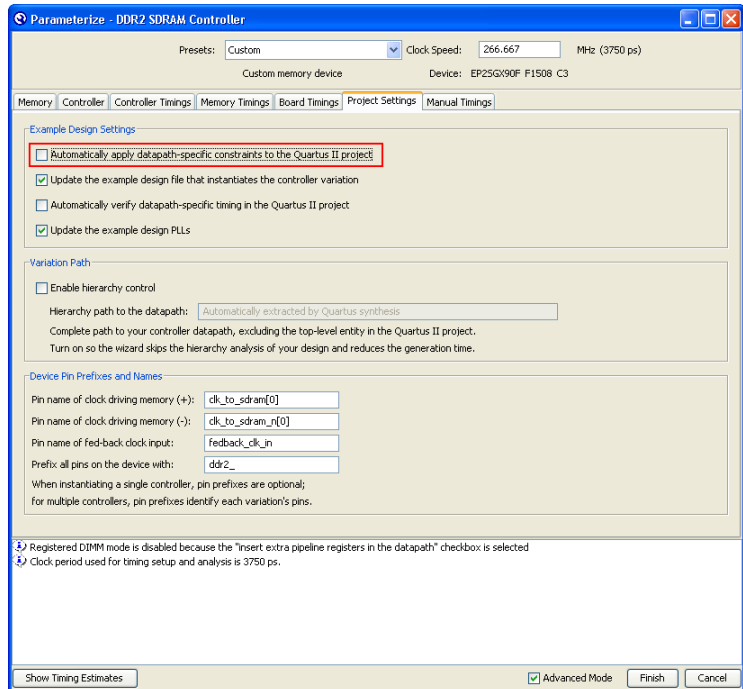 Parameterize - DDR2 SDRAM Controller
Presets: Custom Clock Speed: 266.667 MHz (3750 ps)
Custom memory device Device: EP2SGX90F F1508 C3
Memory Controller Controller Timings Memory Timings Board Timings Project Settings Manual Timings
Example Design Settings
Automatically apply datapath-specific constraints to the Quartus II project
Update the example design file that instantiates the controller variation
Automatically verify datapath-specific timing in the Quartus II project
Update the example design PLLs
Variation Path
Enable hierarchy control
Hierarchy path to the datapath: Automatically extracted by Quartus synthesis
Complete path to your controller datapath, excluding the top-level entity in the Quartus II project.
Turn on so the wizard skips the hierarchy analysis of your design and reduces the generation time.
Device Pin Prefixes and Names
Pin name of clock driving memory (+): clk_to_sdram[0]
Pin name of clock driving memory (-): clk_to_sdram_n[0]
Pin name of fed-back clock input: fedback_clk_in
Prefix all pins on the device with: ddr2_
When instantiating a single controller, pin prefixes are optional;
for multiple controllers, pin prefixes identify each variation's pins.
Registered DIMM mode is disabled because the "insert extra pipeline registers in the datapath" checkbox is selected
Clock period used for timing setup and analysis is 3750 ps.
Show Timing Estimates Advanced Mode Finish Cancel